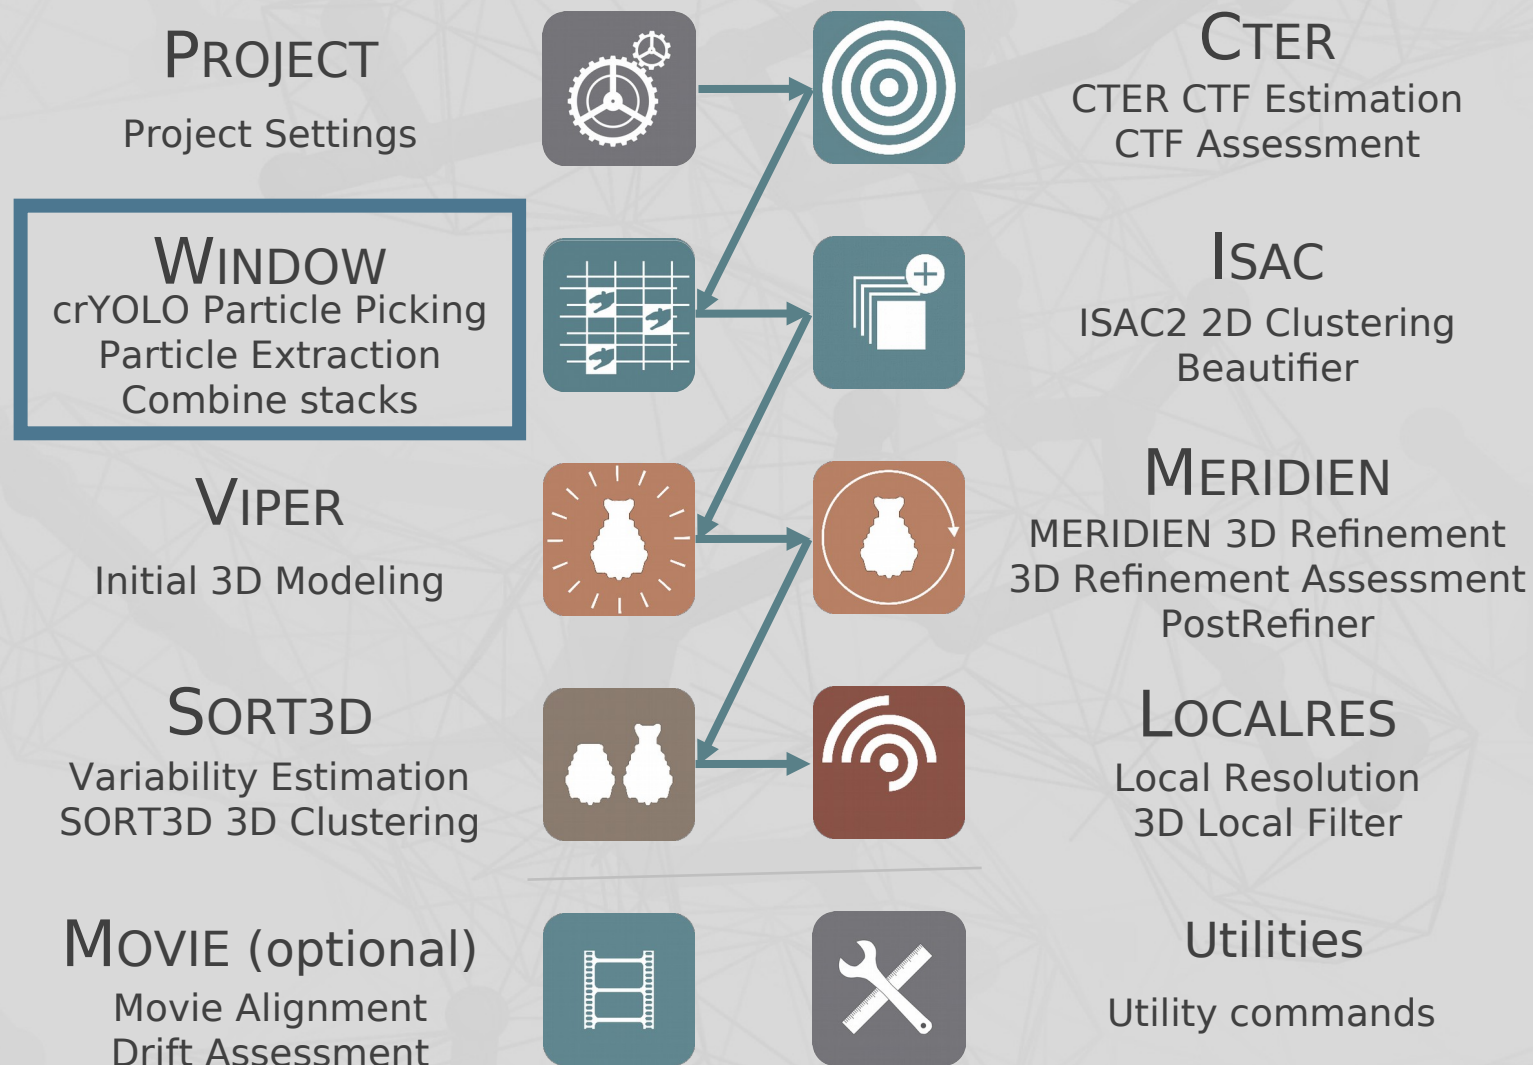 PROJECT
Project Settings
CTER
CTER CTF Estimation
CTF Assessment
WINDOW
crYOLO Particle Picking
Particle Extraction
Combine stacks
ISAC
ISAC2 2D Clustering
Beautifier
VIPER
Initial 3D Modeling
MERIDIEN
MERIDIEN 3D Refinement
3D Refinement Assessment
PostRefiner
SORT3D
Variability Estimation
SORT3D 3D Clustering
LOCALRES
Local Resolution
3D Local Filter
MOVIE (optional)
Movie Alignment
Drift Assessment
Utilities
Utility commands